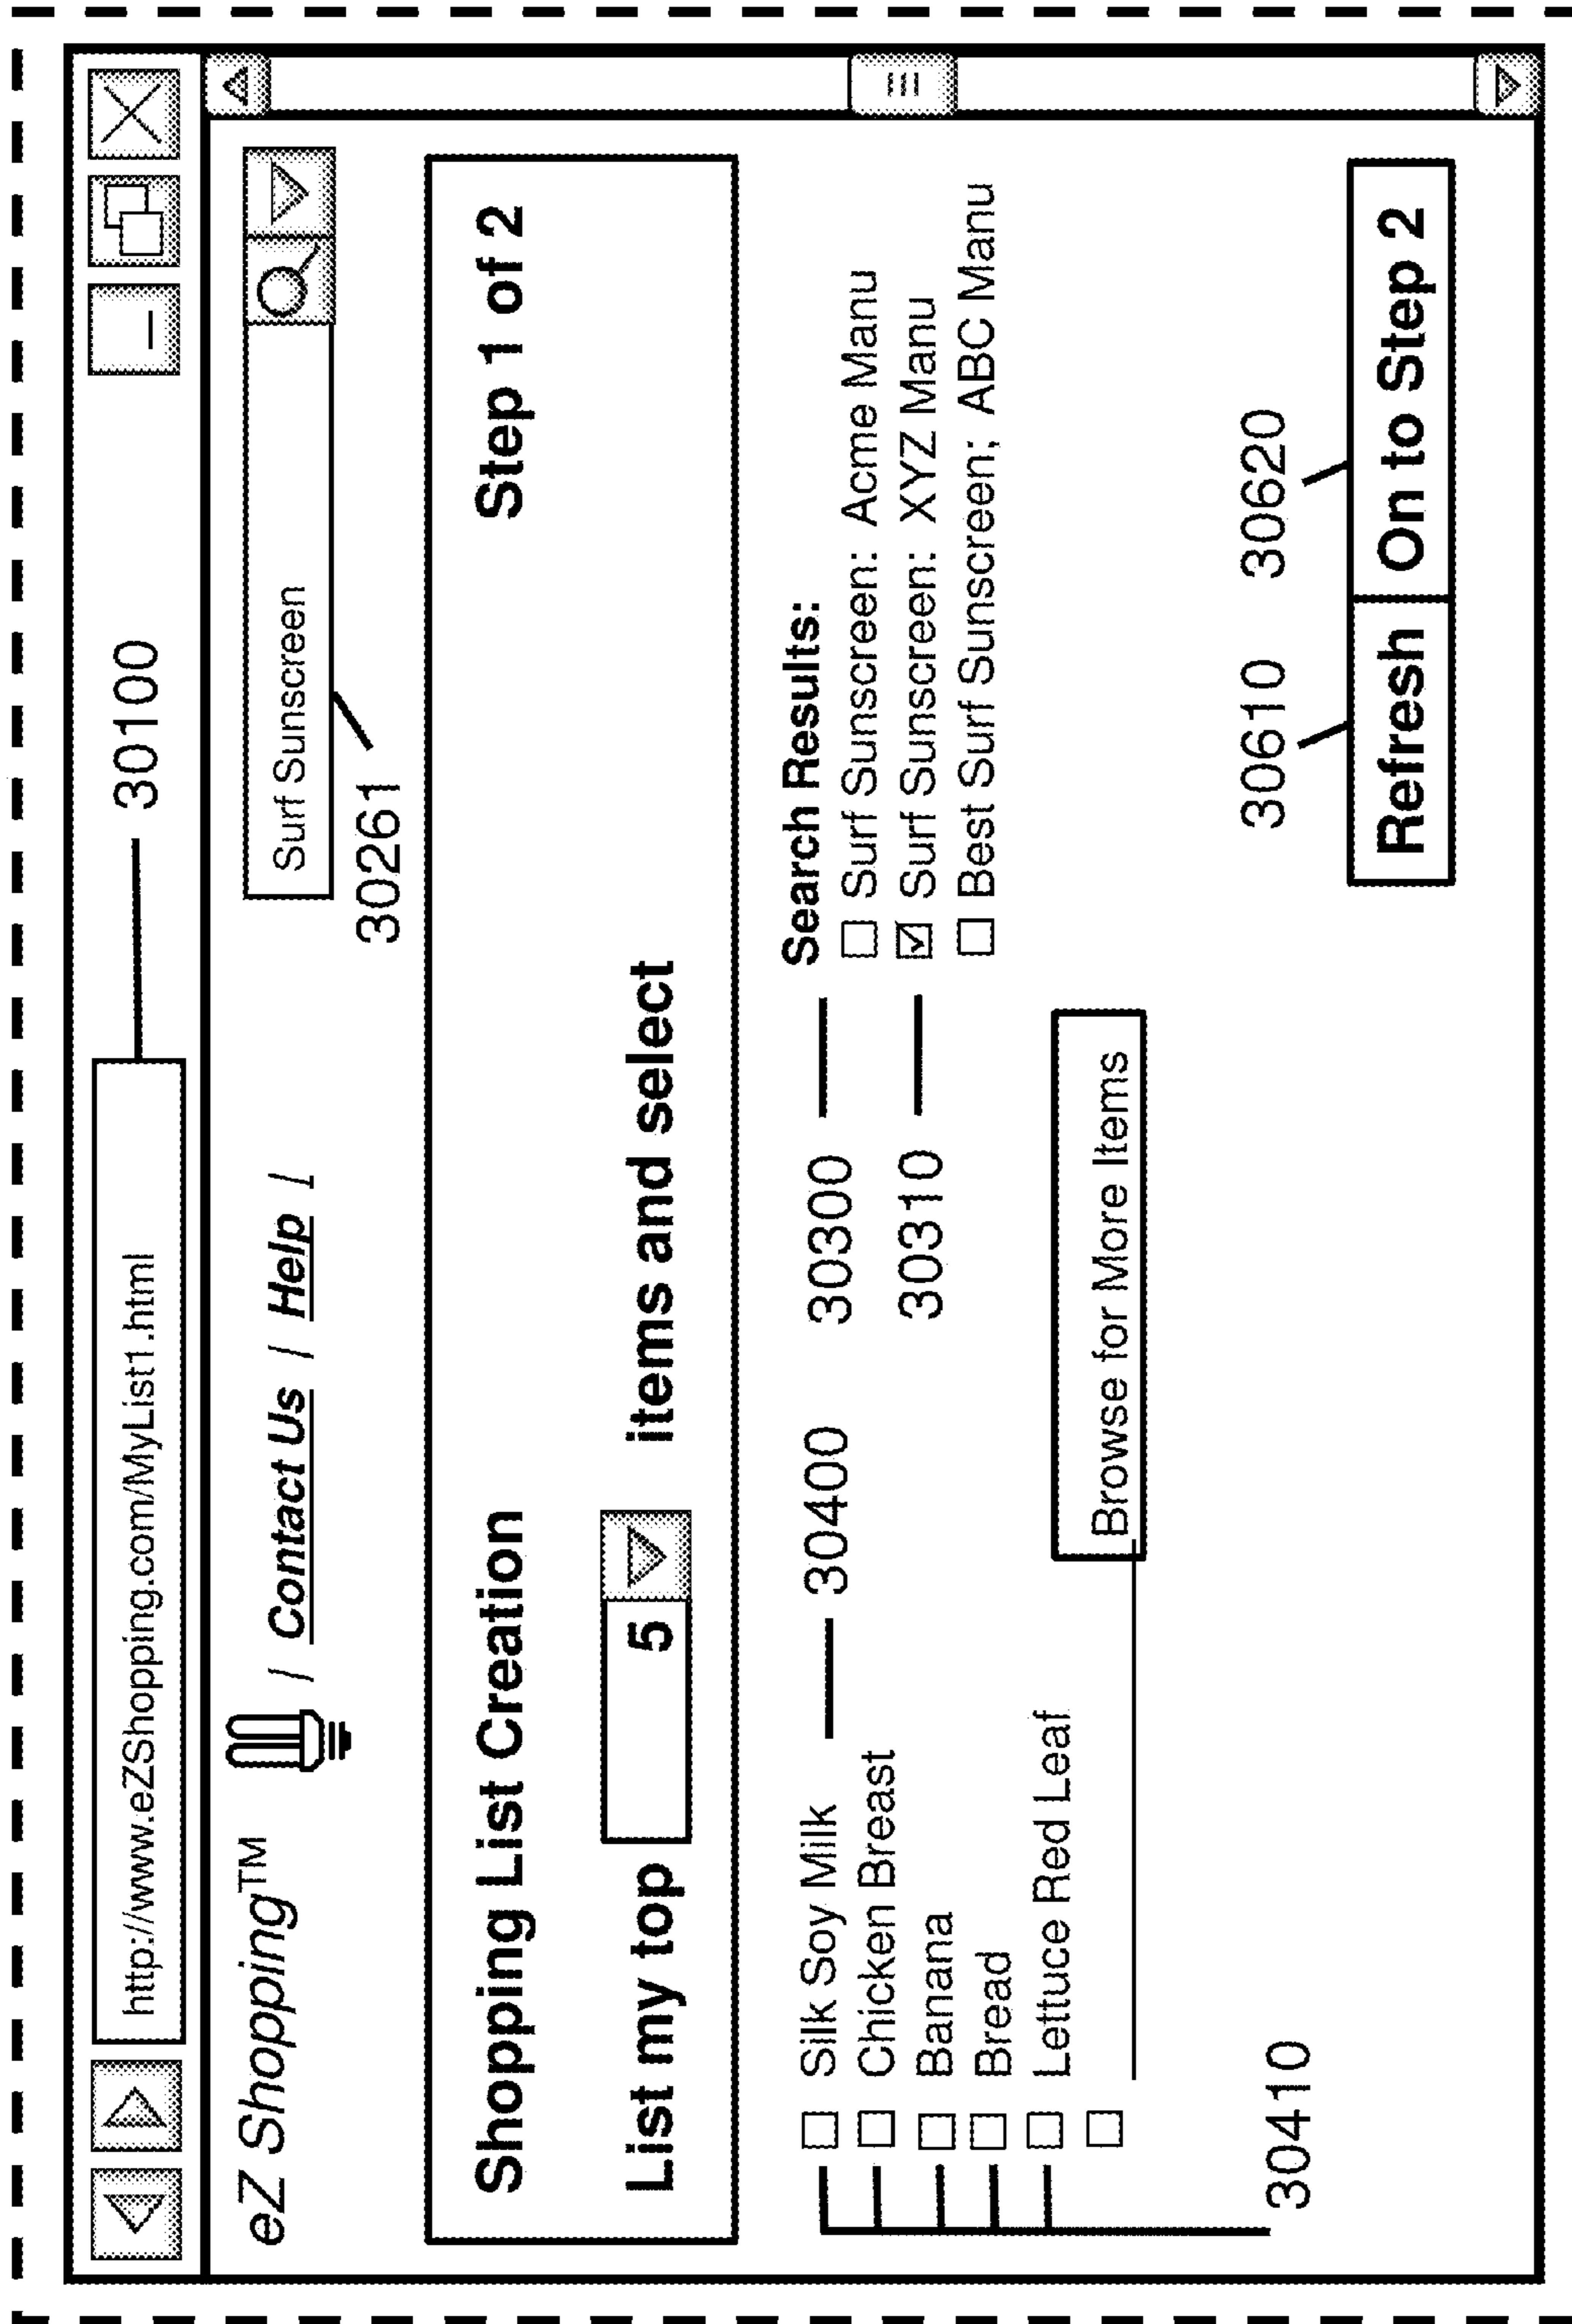 http://www.eZShopping.com/MyList1.html 30100
eZ Shopping™ / Contact Us / Help /
Surf Sunscreen
30261
Shopping List Creation Step 1 of 2
List my top 5 items and select
Silk Soy Milk 30400
Chicken Breast
Banana
Bread
Lettuce Red Leaf
Browse for More Items
30410
30300 Search Results:
Surf Sunscreen: Acme Manu
30310 Surf Sunscreen: XYZ Manu
Best Surf Sunscreen; ABC Manu
30610 30620
Refresh On to Step 2